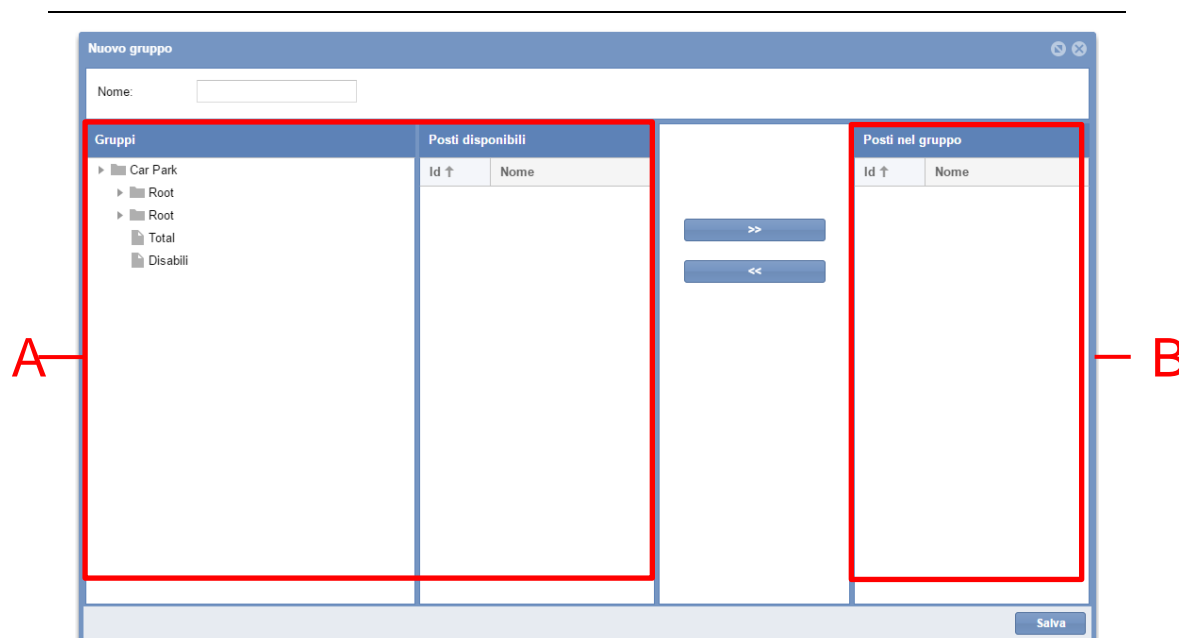 Nuovo gruppo
Nome:
Gruppi
Posti disponibili
Posti nel gruppo
Car Park
Root
Root
Total
Disabili
Id ↑ Nome
>>
<<
Id ↑ Nome
A
B
Salva